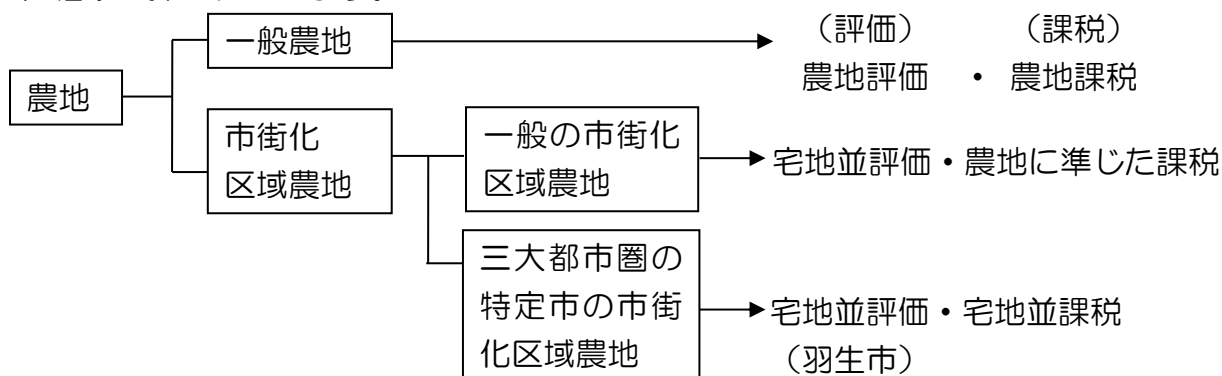 （評価）　（課税）
一般農地
農地評価　・　農地課税
農地
市街化
区域農地
一般の市街化
区域農地
宅地並評価・農地に準じた課税
三大都市圏の
特定市の市街
化区域農地
宅地並評価・宅地並課税
（羽生市）